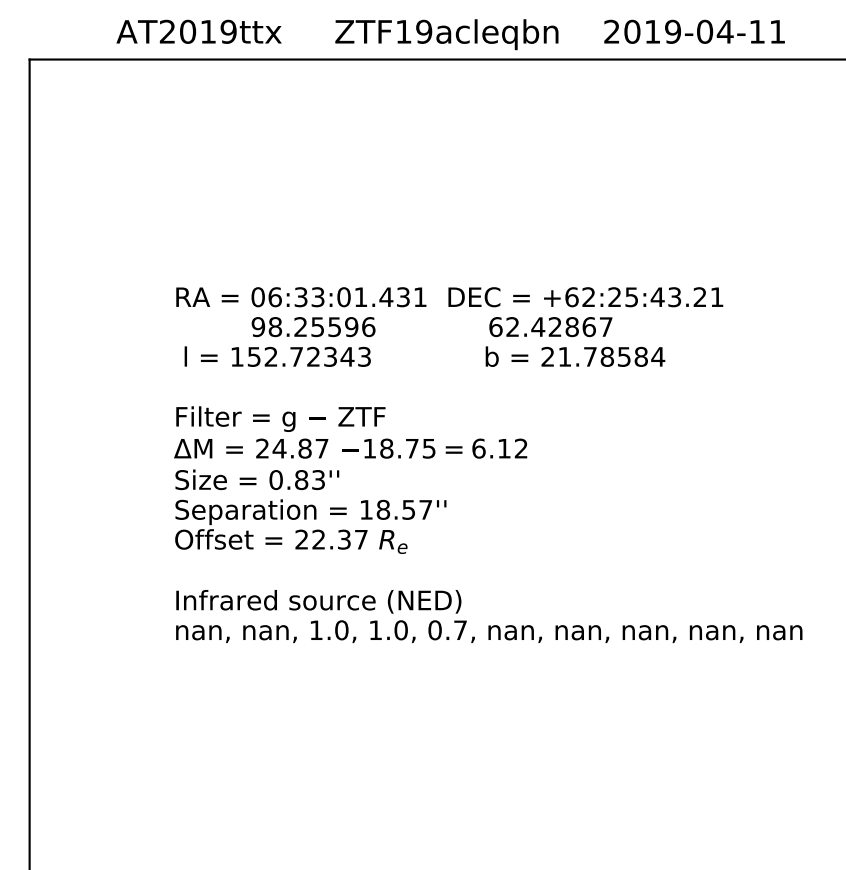 AT2019ttx ZTF19acleqbn 2019-04-11
RA = 06:33:01.431 DEC = +62:25:43.21
98.25596 62.42867
l = 152.72343 b = 21.78584
Filter = g − ZTF
ΔM = 24.87 −18.75 = 6.12
Size = 0.83''
Separation = 18.57''
Offset = 22.37 Re
Infrared source (NED)
nan, nan, 1.0, 1.0, 0.7, nan, nan, nan, nan, nan